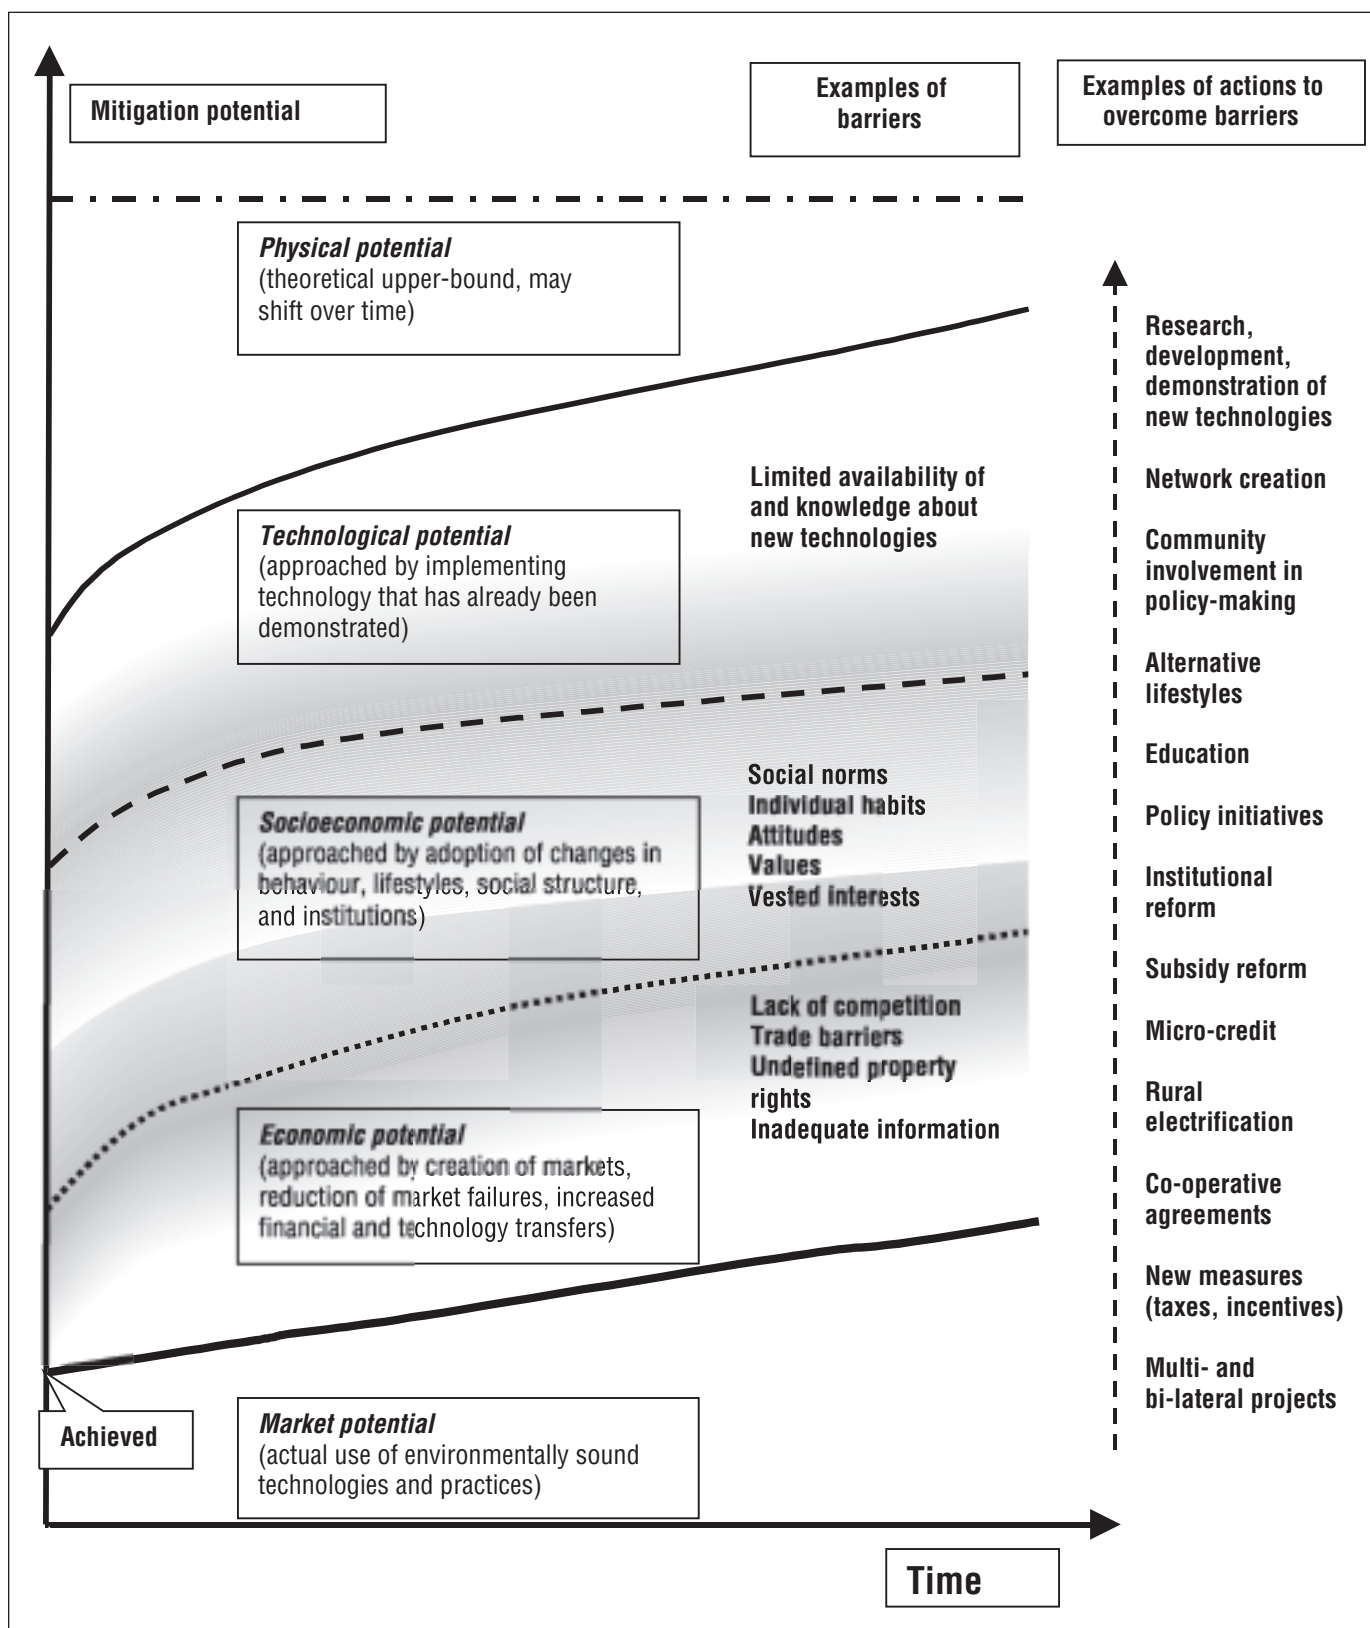 Mitigation potential
Examples of
barriers
Examples of actions to
overcome barriers
Physical potential
(theoretical upper-bound, may
shift over time)
Technological potential
(approached by implementing
technology that has already been
demonstrated)
Socioeconomic potential
(approached by adoption of changes in
behaviour, lifestyles, social structure,
and institutions)
Economic potential
(approached by creation of markets,
reduction of market failures, increased
financial and technology transfers)
Achieved
Market potential
(actual use of environmentally sound
technologies and practices)
Limited availability of
and knowledge about
new technologies
Social norms
Individual habits
Attitudes
Values
Vested interests
Lack of competition
Trade barriers
Undefined property
rights
Inadequate information
Research,
development,
demonstration of
new technologies
Network creation
Community
involvement in
policy-making
Alternative
lifestyles
Education
Policy initiatives
Institutional
reform
Subsidy reform
Micro-credit
Rural
electrification
Co-operative
agreements
New measures
(taxes, incentives)
Multi- and
bi-lateral projects
Time